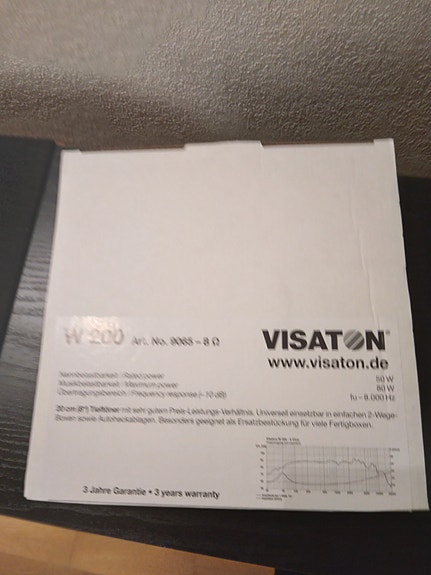 W 200 Art. No. 9065 – 8 Ω
VISATON®
www.visaton.de
Nennbelastbarkeit / Rated power 50 W
Musikbelastbarkeit / Maximum power 80 W
Übertragungsbereich / Frequency response (– 10 dB) fu – 8.000 Hz
20 cm (8") Tieftöner mit sehr gutem Preis-Leistungs-Verhältnis. Universell einsetzbar in einfachen 2-Wege-
Boxen sowie Autoheckablagen. Besonders geeignet als Ersatzbestückung für viele Fertigboxen.
3 Jahre Garantie • 3 years warranty